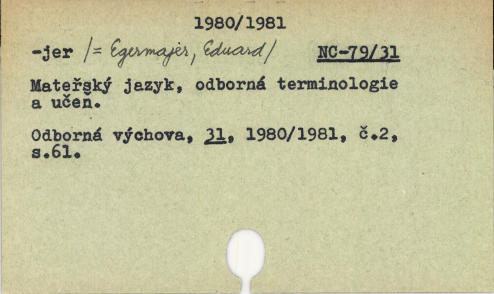 1980/1981
-jer /= Egermajer, Eduard/ NC-79/31
Mateřský jazyk, odborná terminologie
a učeň.
Odborná výchova, 31, 1980/1981, č.2,
s.61.